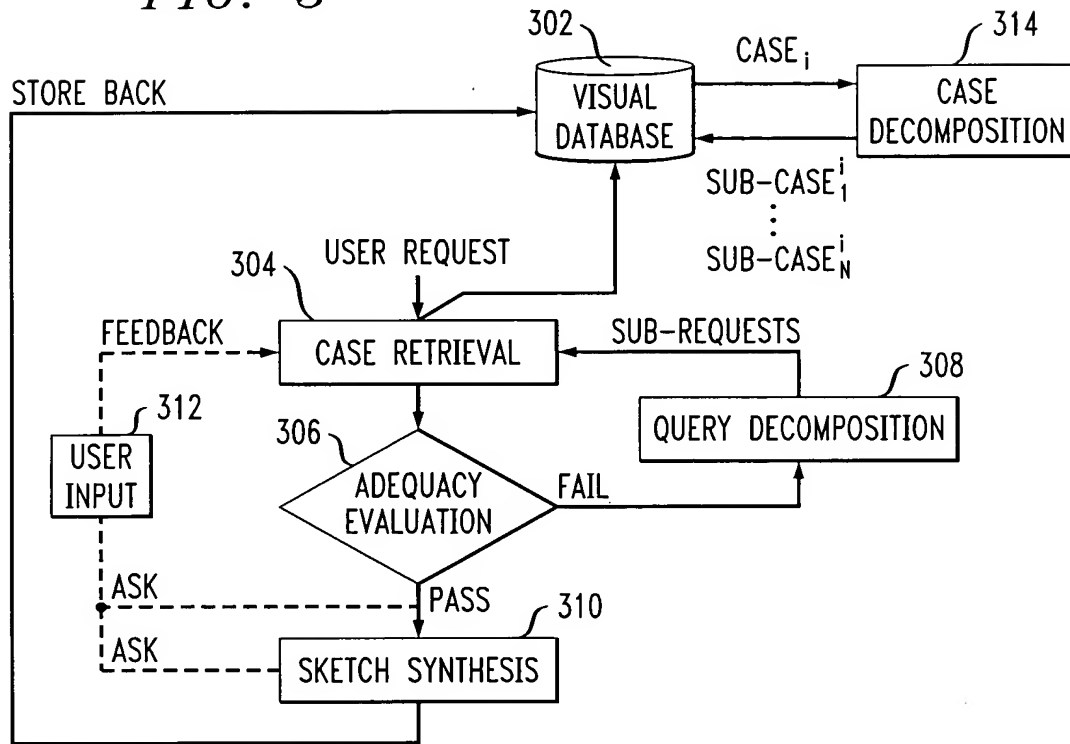 FIG. 3
302
CASE i
314
STORE BACK
VISUAL
DATABASE
CASE
DECOMPOSITION
SUB-CASE i 1
⋮
SUB-CASE i N
USER REQUEST
304
FEEDBACK
CASE RETRIEVAL
SUB-REQUESTS
308
312
QUERY DECOMPOSITION
306
USER
INPUT
ADEQUACY
EVALUATION
FAIL
ASK
PASS
310
ASK
SKETCH SYNTHESIS